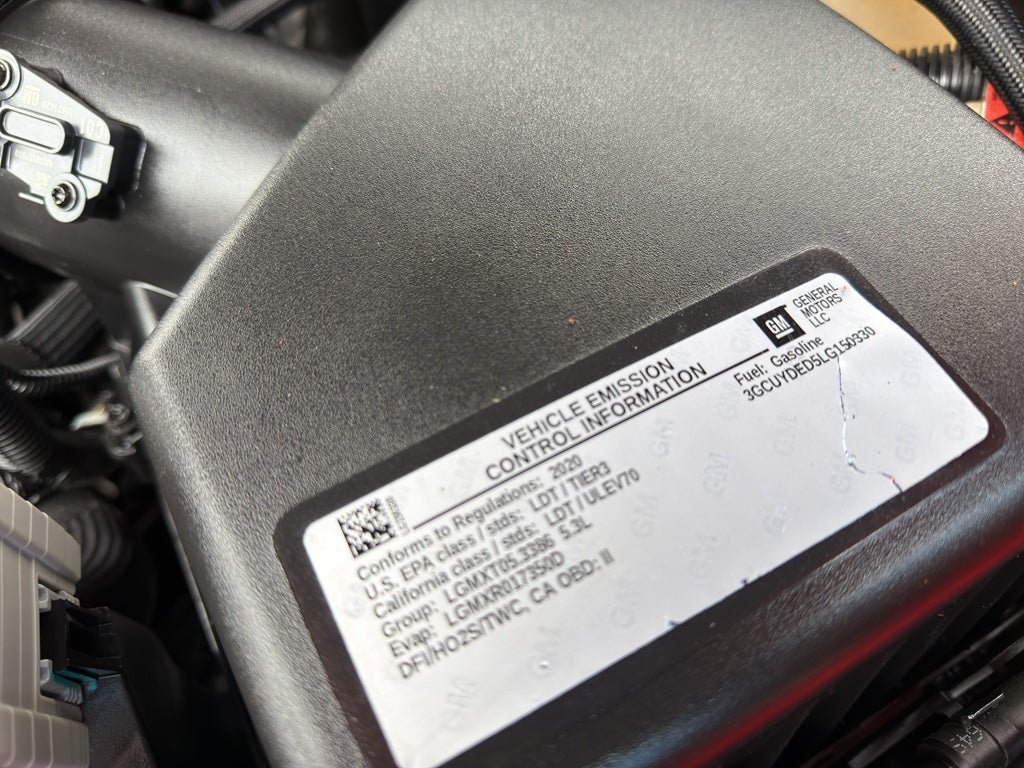 GM
GENERAL
MOTORS
LLC
VEHICLE EMISSION
CONTROL INFORMATION
Fuel: Gasoline
3GCUYDED5LG150330
Conforms to Regulations: 2020
U.S. EPA class / stds: LDT / TIER3
California class / stds: LDT / ULEV70
Group: LGMXT05.3386 5.3L
Evap: LGMXR017350D
DFI/HO2S/TWC, CA OBD: II